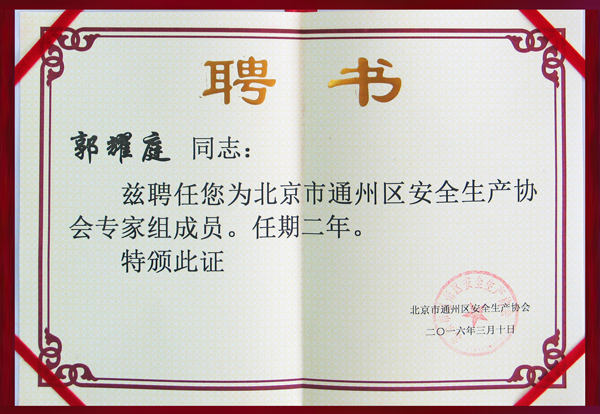 聘书
郭耀庭 同志：
兹聘任您为北京市通州区安全生产协
会专家组成员。任期二年。
特颁此证
北京市通州区安全生产协会
二〇一六年三月十日